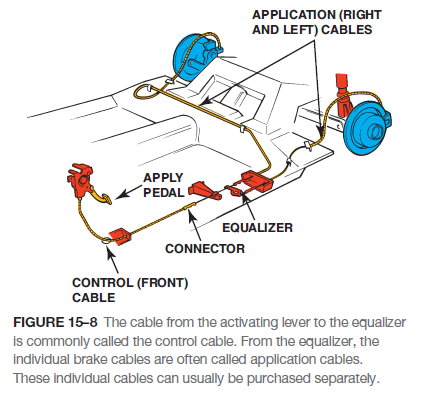 APPLICATION (RIGHT
AND LEFT) CABLES
APPLY
PEDAL
EQUALIZER
CONNECTOR
CONTROL (FRONT)
CABLE
FIGURE 15–8 The cable from the activating lever to the equalizer
is commonly called the control cable. From the equalizer, the
individual brake cables are often called application cables.
These individual cables can usually be purchased separately.